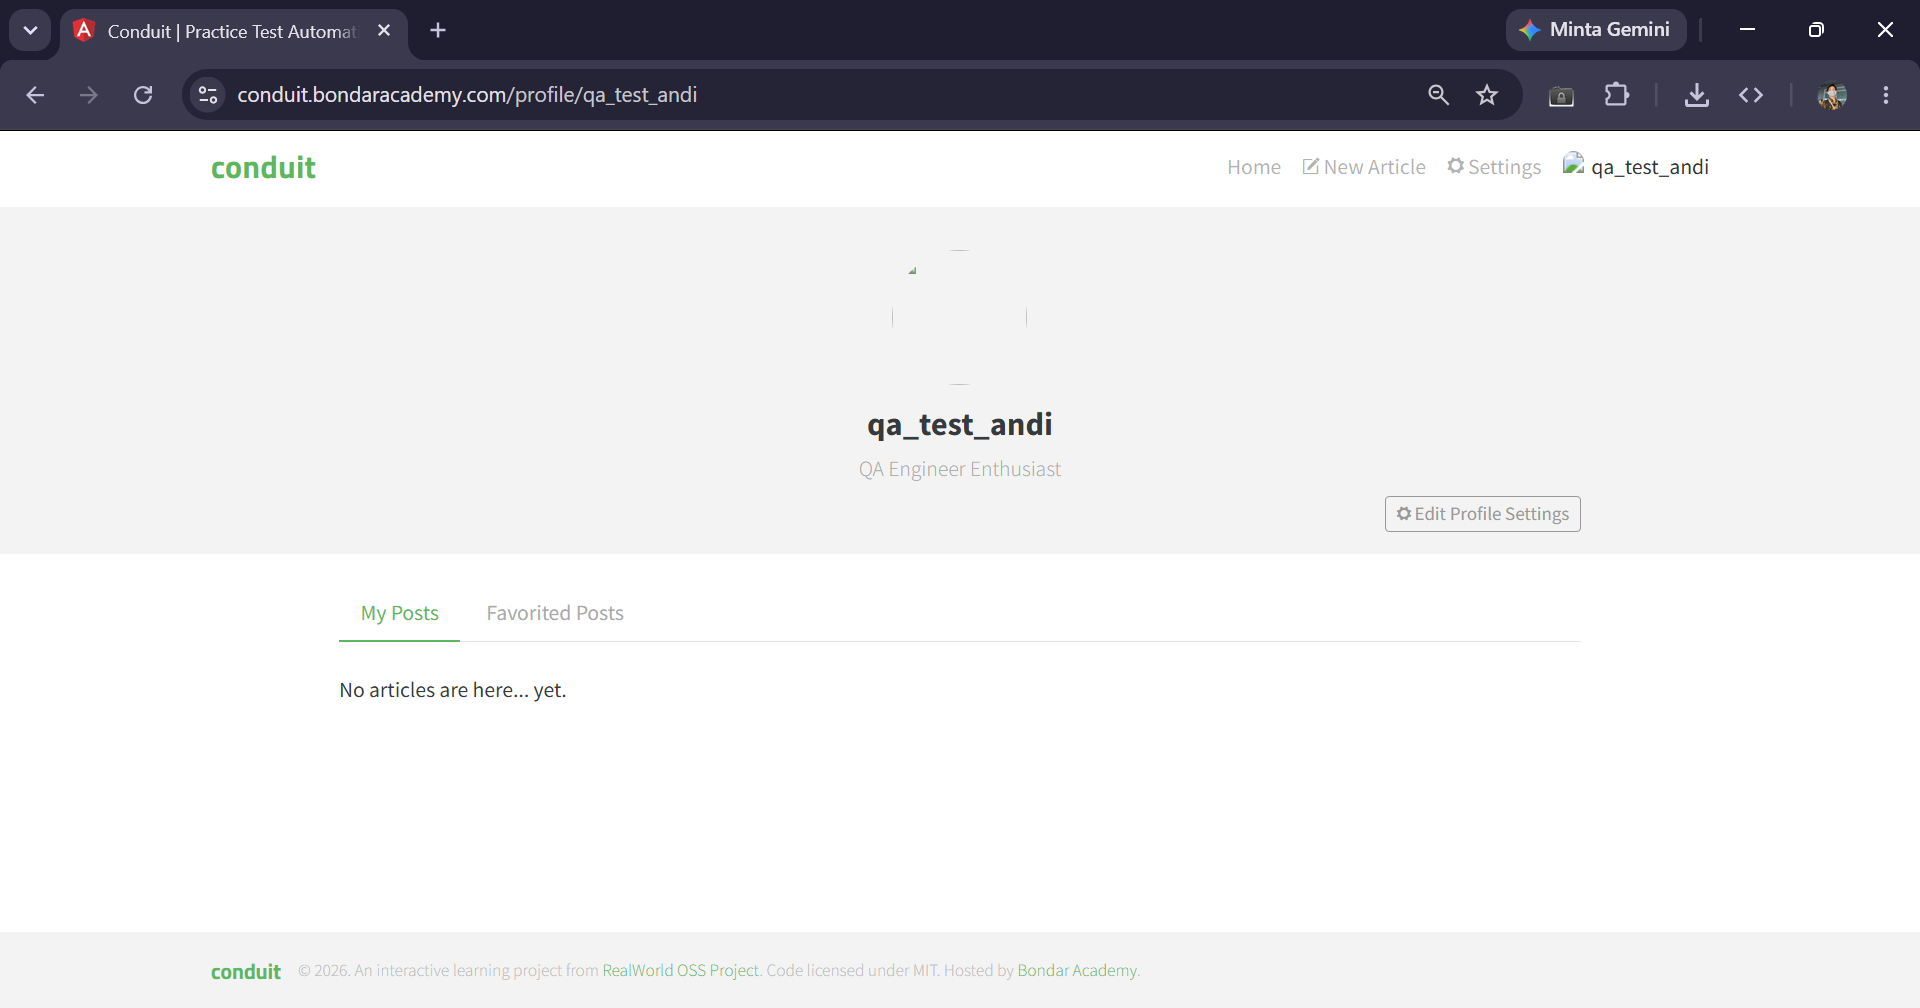 Conduit | Practice Test Automat
Minta Gemini
conduit.bondaracademy.com/profile/qa_test_andi
conduit
Home
New Article
Settings
qa_test_andi
qa_test_andi
QA Engineer Enthusiast
Edit Profile Settings
My Posts
Favorited Posts
No articles are here... yet.
conduit
© 2026. An interactive learning project from RealWorld OSS Project. Code licensed under MIT. Hosted by Bondar Academy.